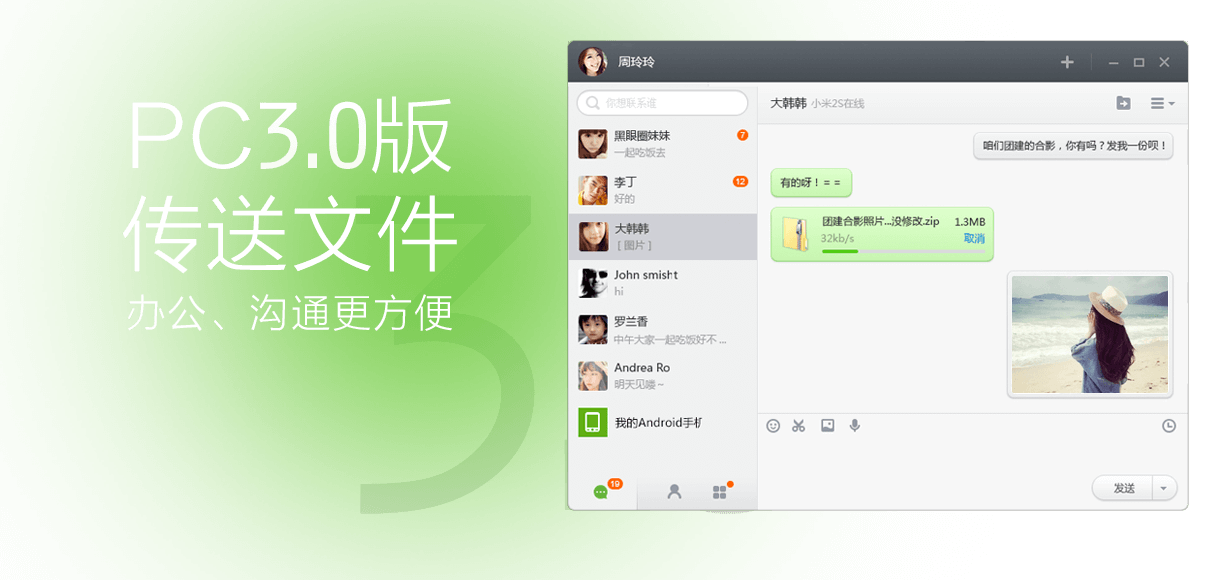 PC3.0版
传送文件
办公、沟通更方便
3
周玲玲
你想联系谁
黑眼圈妹妹
7
一起吃饭去
李丁
12
好的
大韩韩
[ 图片 ]
John smisht
hi
罗兰香
中午大家一起吃饭好不 ...
Andrea Ro
明天见喽~
我的Android手机
19
大韩韩 小米2S在线
咱们团建的合影，你有吗？发我一份呗！
有的呀！= =
团建合影照片...没修改.zip 1.3MB
32kb/s 取消
发送